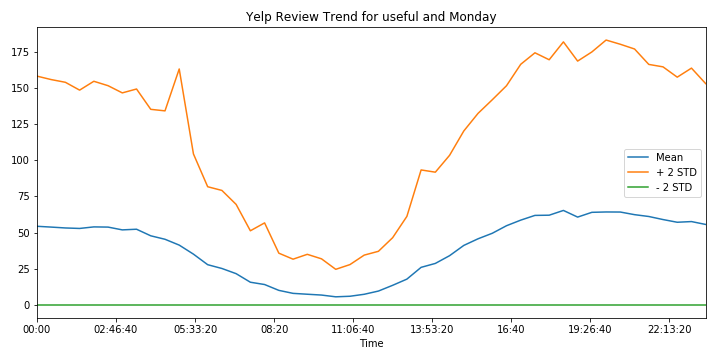 Yelp Review Trend for useful and Monday
175
150
125
100
75
50
25
0
Mean
+ 2 STD
- 2 STD
00:00 02:46:40 05:33:20 08:20 11:06:40 13:53:20 16:40 19:26:40 22:13:20
Time